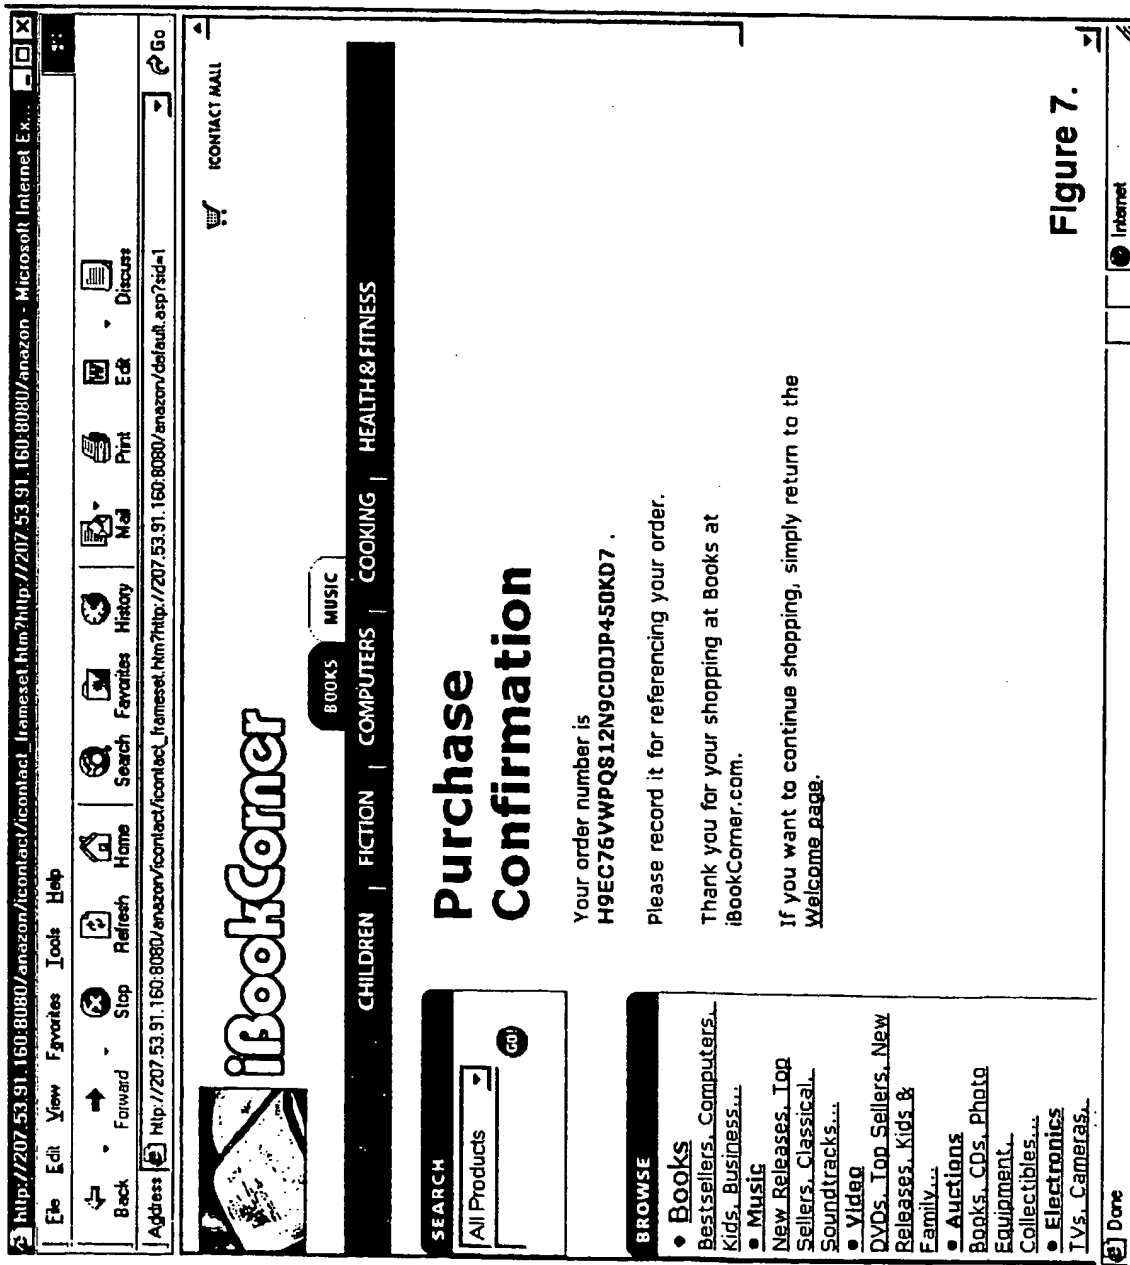 http://207.53.91.160:8080/anazon/icontact/icontact_frameset.htm?http://207.53.91.160:8080/anazon - Microsoft Internet Ex...
File Edit View Favorites Tools Help
Back Forward Stop Refresh Home Search Favorites History Mail Print Edit Discuss
Address http://207.53.91.160:8080/anazon/icontact/icontact_frameset.htm?http://207.53.91.160:8080/anazon/default.asp?sid=1 Go
iBookCorner
ICONTACT MALL
BOOKS MUSIC
CHILDREN | FICTION | COMPUTERS | COOKING | HEALTH & FITNESS
SEARCH
All Products
GO!
BROWSE
• Books
Bestsellers, Computers,
Kids, Business...
• Music
New Releases, Top
Sellers, Classical,
Soundtracks...
• Video
DVDs, Top Sellers, New
Releases, Kids &
Family...
• Auctions
Books, CDs, Photo
Equipment,
Collectibles...
• Electronics
TVs, Cameras,
Purchase
Confirmation
Your order number is
H9EC76VWPQS12N9C00JP450KD7 .
Please record it for referencing your order.
Thank you for your shopping at Books at
iBookCorner.com.
If you want to continue shopping, simply return to the
Welcome page.
Figure 7.
Done
Internet